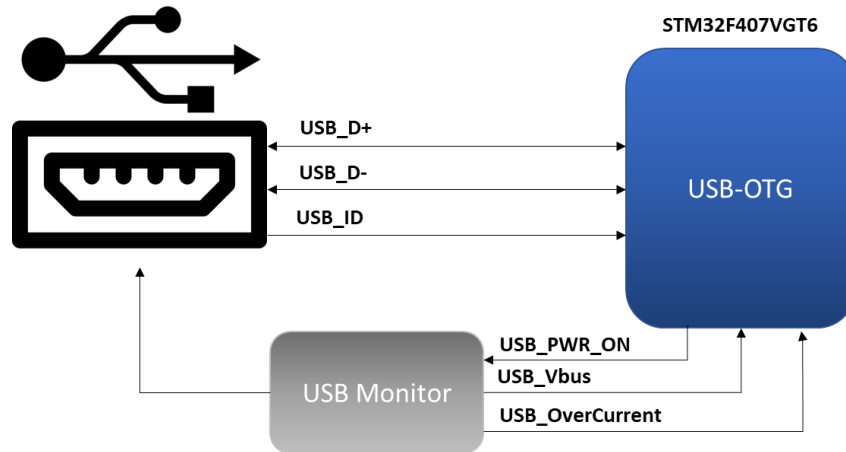 STM32F407VGT6
USB_D+
USB_D-
USB-OTG
USB_ID
USB_PWR_ON
USB Monitor
USB_Vbus
USB_OverCurrent